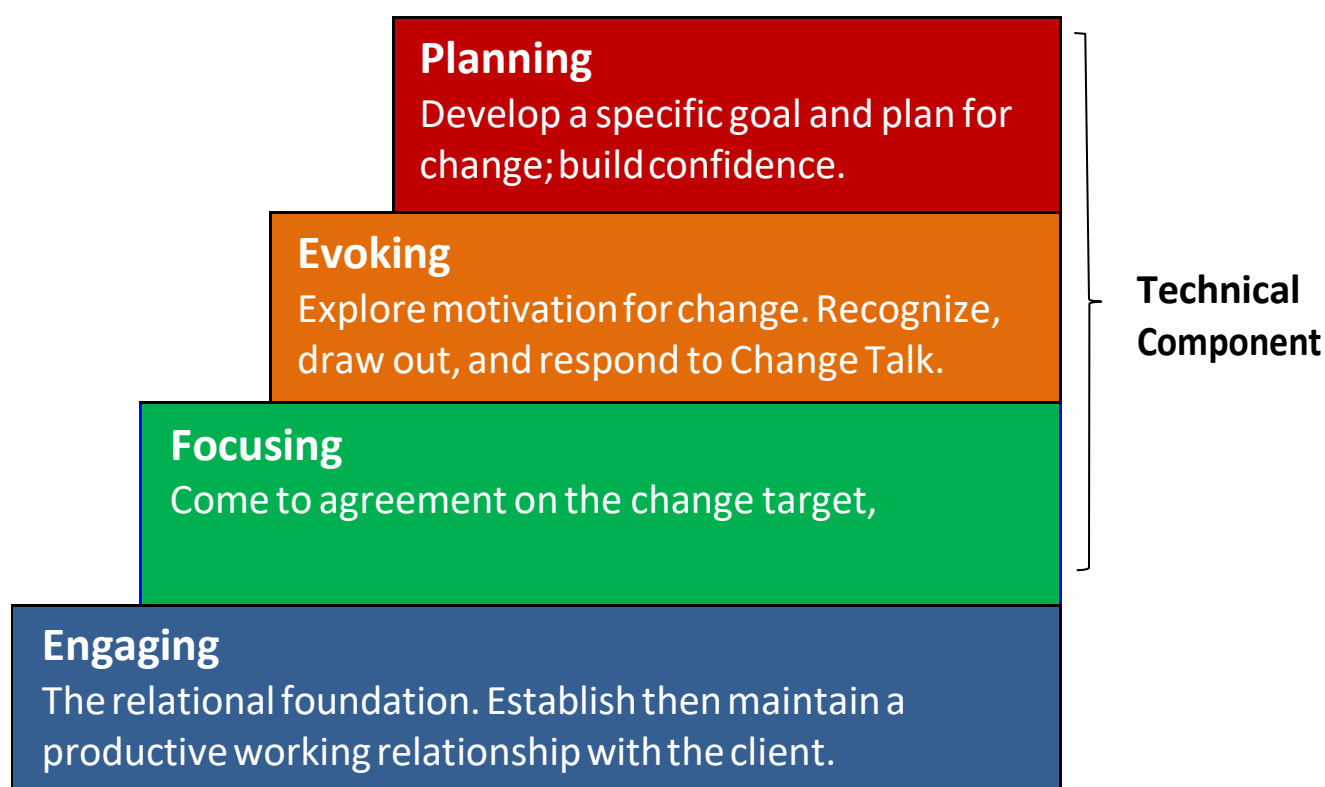 Planning
Develop a specific goal and plan for
change; build confidence.
Evoking
Explore motivation for change. Recognize,
draw out, and respond to Change Talk.
Technical
Component
Focusing
Come to agreement on the change target,
Engaging
The relational foundation. Establish then maintain a
productive working relationship with the client.